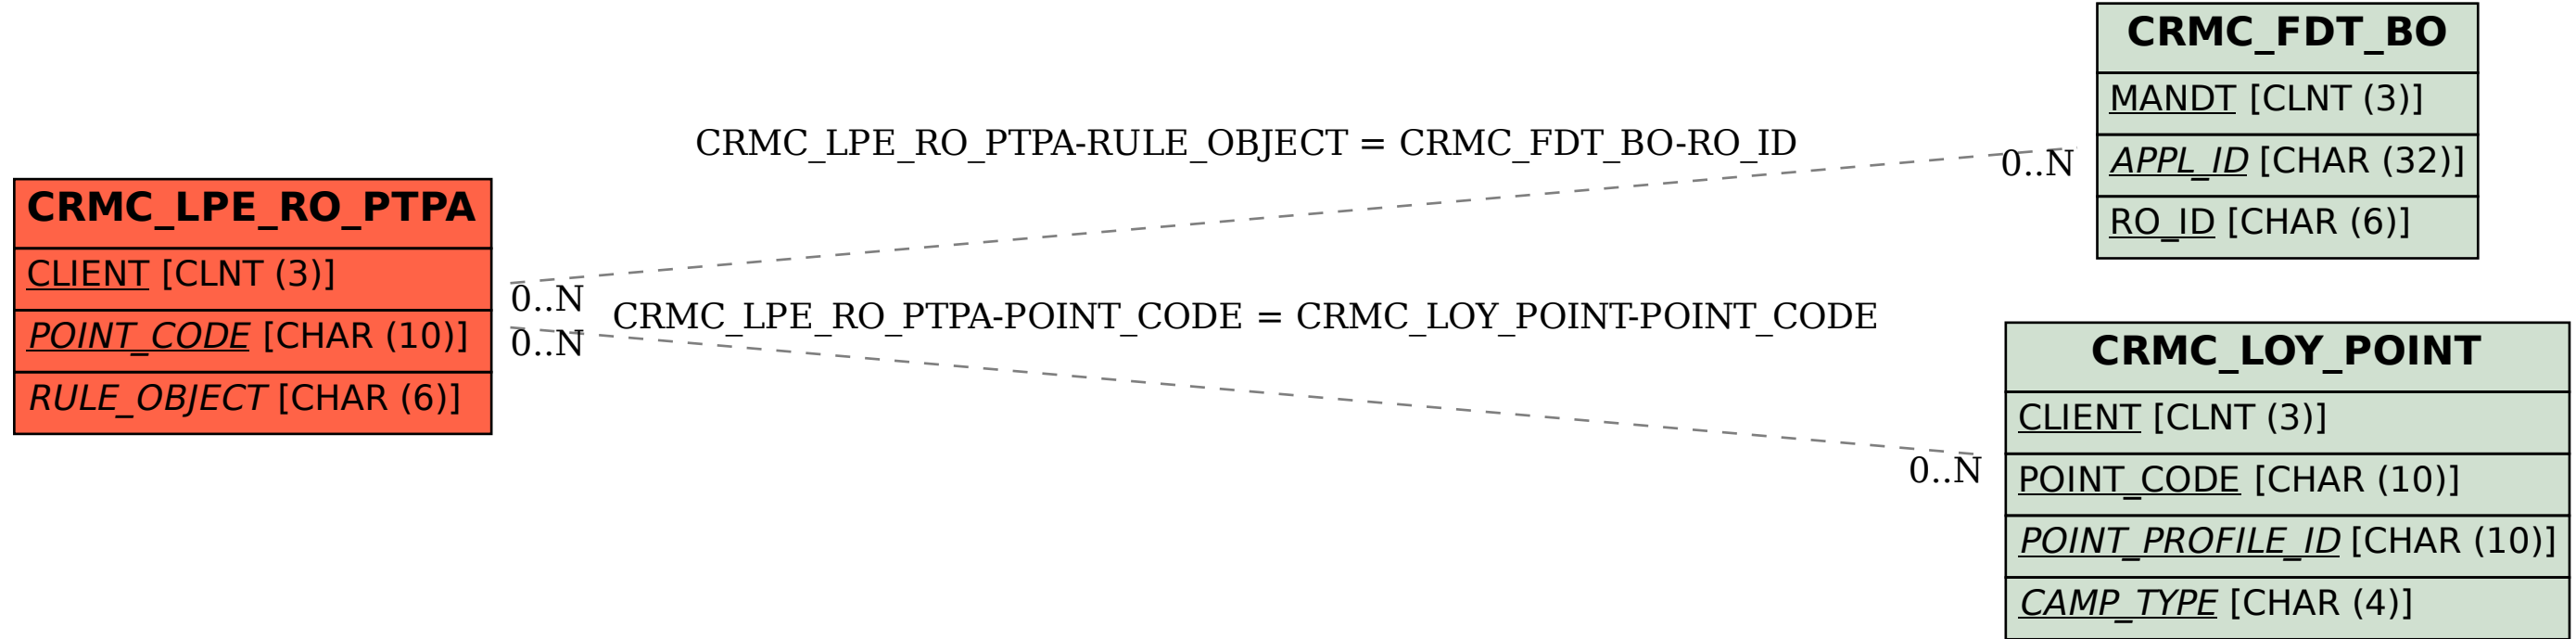 CRMC_LPE_RO_PTPA
CLIENT [CLNT (3)]
POINT_CODE [CHAR (10)]
RULE_OBJECT [CHAR (6)]
CRMC_LPE_RO_PTPA-RULE_OBJECT = CRMC_FDT_BO-RO_ID
0..N
0..N
CRMC_LPE_RO_PTPA-POINT_CODE = CRMC_LOY_POINT-POINT_CODE
0..N
0..N
CRMC_FDT_BO
MANDT [CLNT (3)]
APPL_ID [CHAR (32)]
RO_ID [CHAR (6)]
CRMC_LOY_POINT
CLIENT [CLNT (3)]
POINT_CODE [CHAR (10)]
POINT_PROFILE_ID [CHAR (10)]
CAMP_TYPE [CHAR (4)]